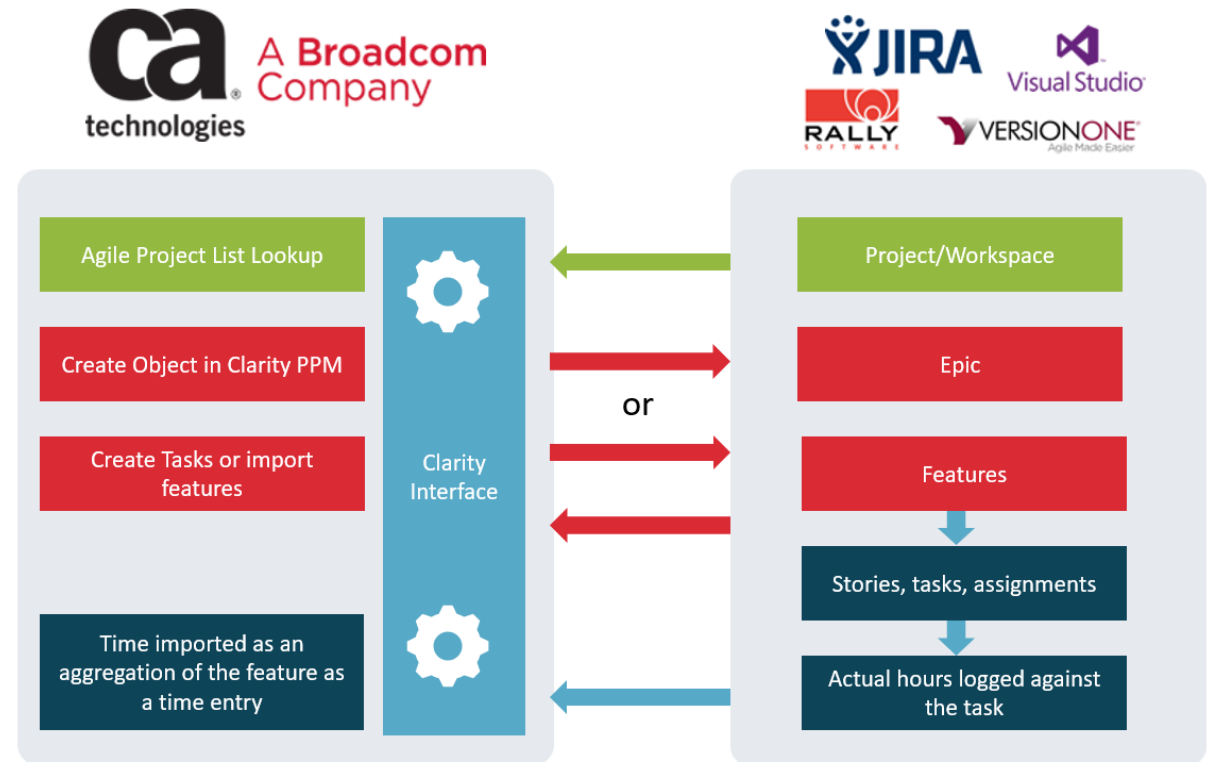 ca
technologies
A Broadcom
Company
JIRA
Visual Studio
RALLY
SOFTWARE
VERSIONONE
Agile Made Easier
Agile Project List Lookup
Project/Workspace
Create Object in Clarity PPM
Epic
or
Create Tasks or import
features
Clarity
Interface
Features
Stories, tasks, assignments
Time imported as an
aggregation of the feature as
a time entry
Actual hours logged against
the task